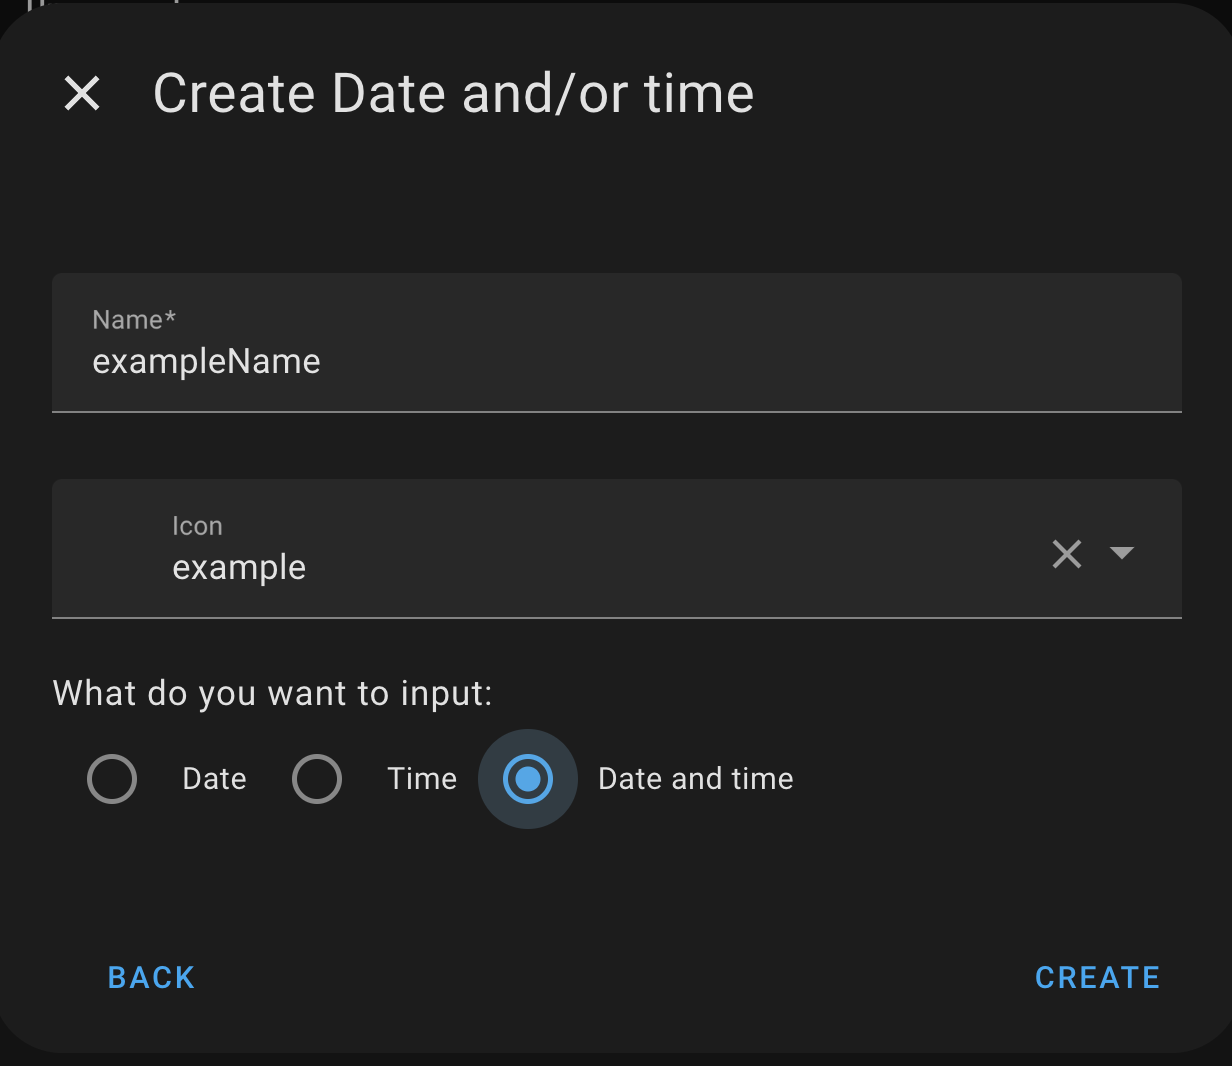 Create Date and/or time
Name*
exampleName
Icon
example
What do you want to input:
Date Time Date and time
BACK CREATE